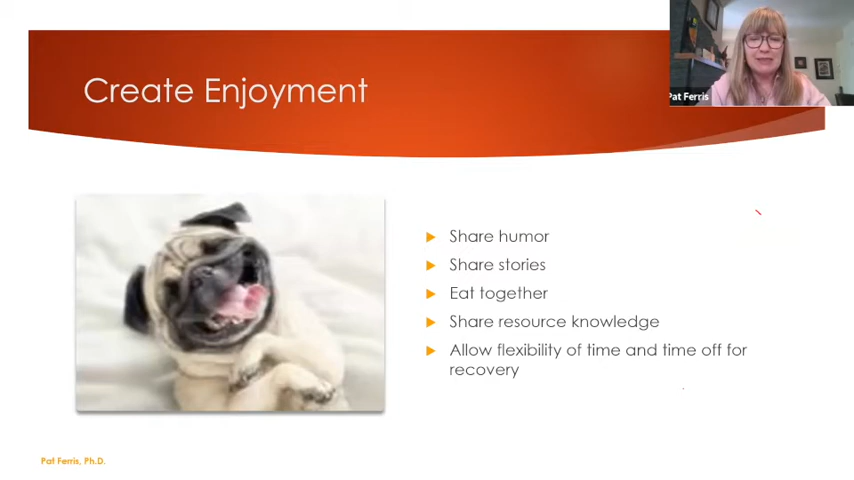 Create Enjoyment
Pat Ferris
Share humor
Share stories
Eat together
Share resource knowledge
Allow flexibility of time and time off for
recovery
Pat Ferris, Ph.D.